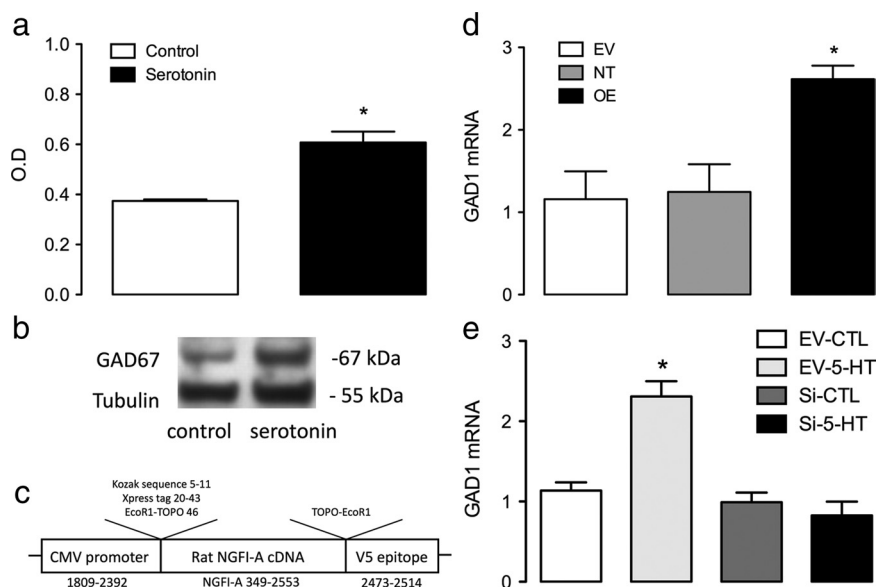 a
1.0
0.8
0.6
0.4
0.2
0.0
O.D
Control
Serotonin
*
b
GAD67
Tubulin
-67 kDa
- 55 kDa
control serotonin
c
Kozak sequence 5-11
Xpress tag 20-43
EcoR1-TOPO 46
TOPO-EcoR1
CMV promoter
Rat NGFI-A cDNA
V5 epitope
1809-2392
NGFI-A 349-2553
2473-2514
d
3
2
1
0
GAD1 mRNA
EV
NT
OE
*
e
3
2
1
0
GAD1 mRNA
*
EV-CTL
EV-5-HT
Si-CTL
Si-5-HT